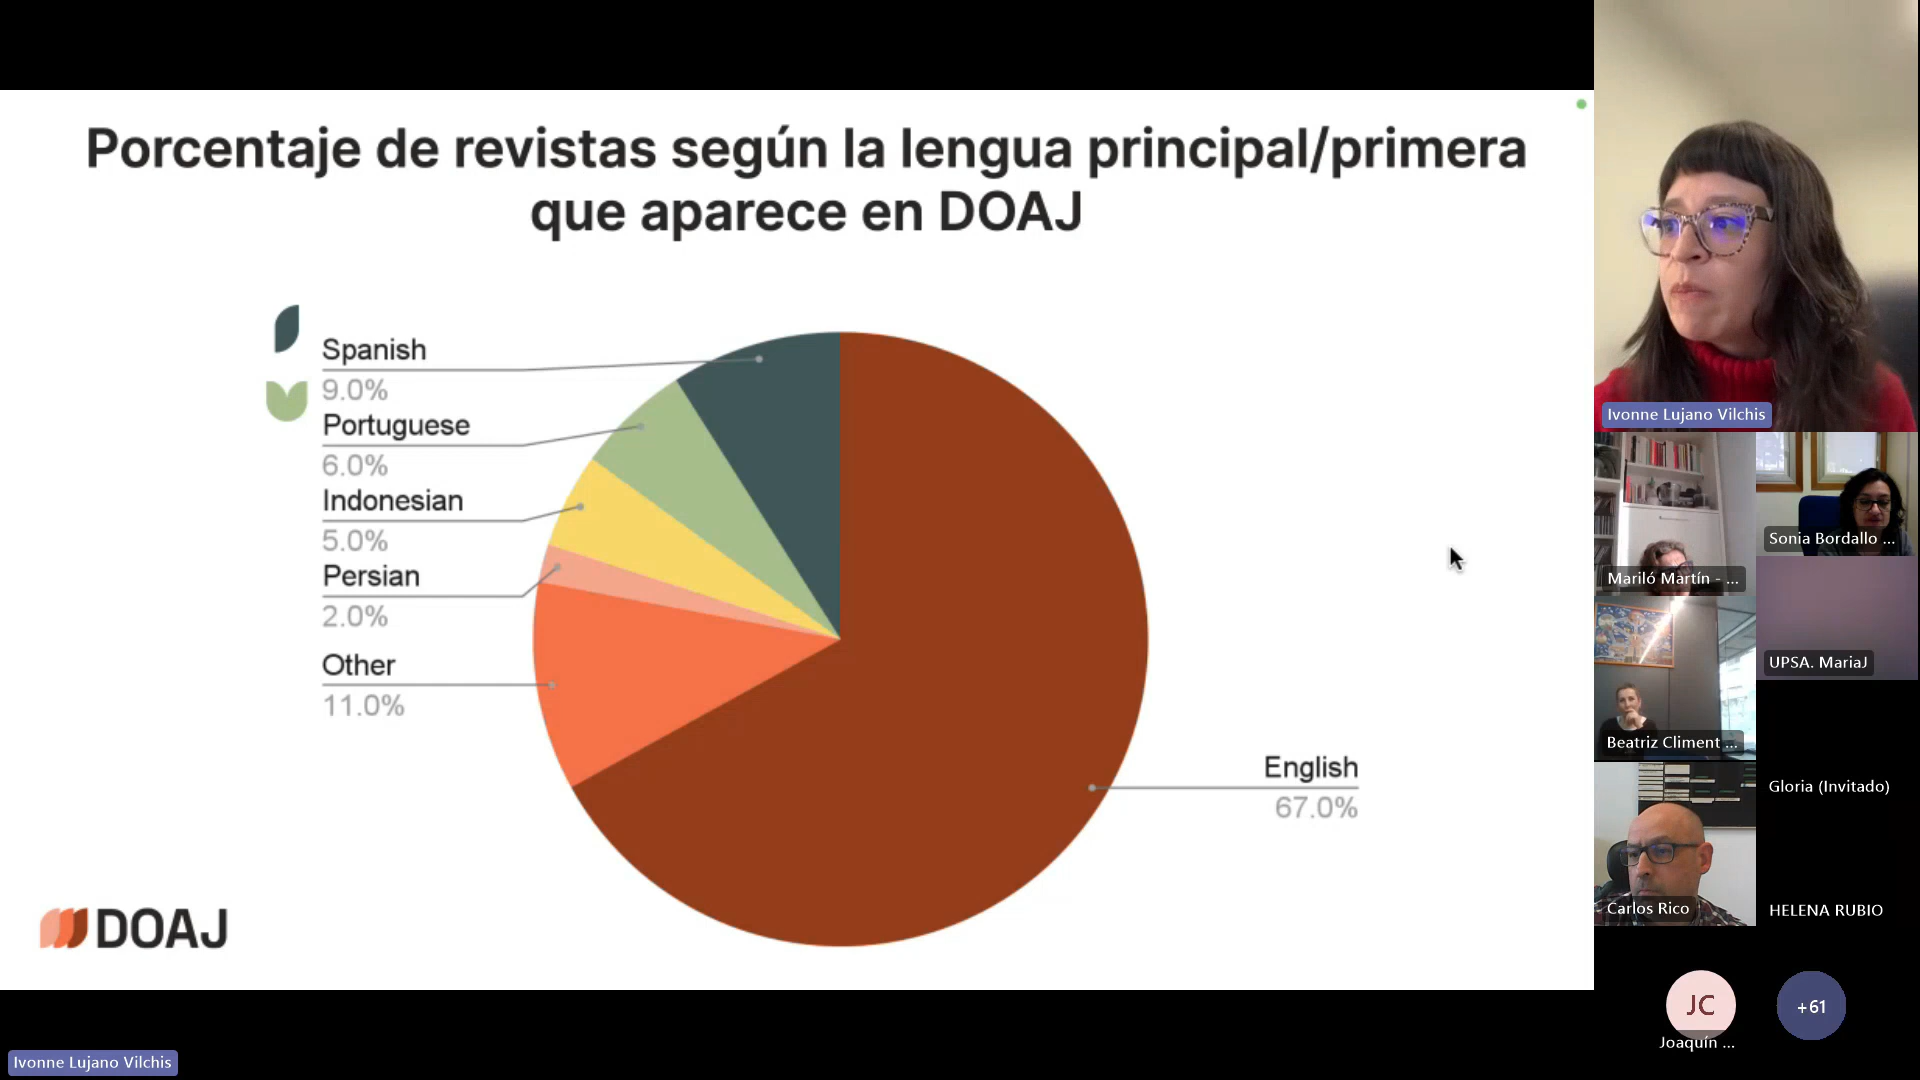 Porcentaje de revistas según la lengua principal/primera
que aparece en DOAJ
Spanish
9.0%
Portuguese
6.0%
Indonesian
5.0%
Persian
2.0%
Other
11.0%
English
67.0%
DOAJ
Ivonne Lujano Vilchis
Ivonne Lujano Vilchis
Mariló Martín - ...
Sonia Bordallo ...
UPSA. MariaJ
Beatriz Climent ...
Gloria (Invitado)
Carlos Rico
HELENA RUBIO
JC
Joaquín ...
+61